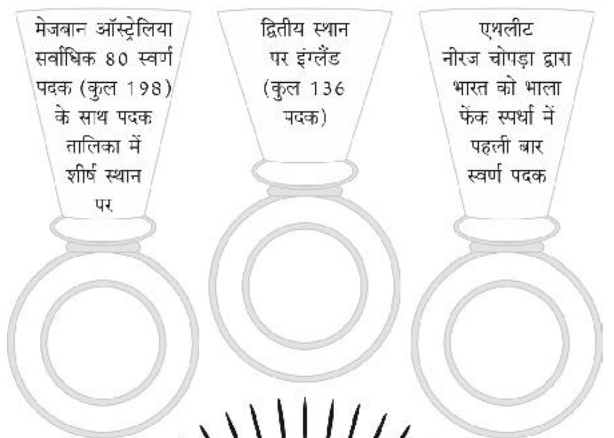 मेजबान ऑस्ट्रेलिया
सर्वाधिक 80 स्वर्ण
पदक (कुल 198)
के साथ पदक
तालिका में
शीर्ष स्थान
पर
द्वितीय स्थान
पर इंग्लैंड
(कुल 136
पदक)
एथलीट
नीरज चोपड़ा द्वारा
भारत को भाला
फेंक स्पर्धा में
पहली बार
स्वर्ण पदक